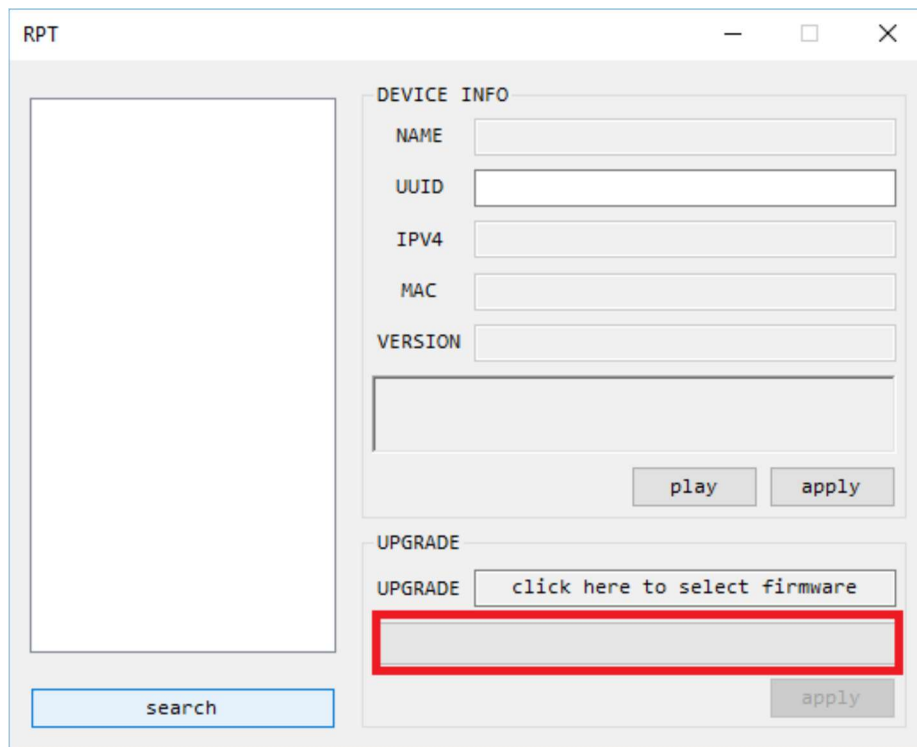 RPT
DEVICE INFO
NAME
UUID
IPV4
MAC
VERSION
play apply
UPGRADE
UPGRADE click here to select firmware
apply
search